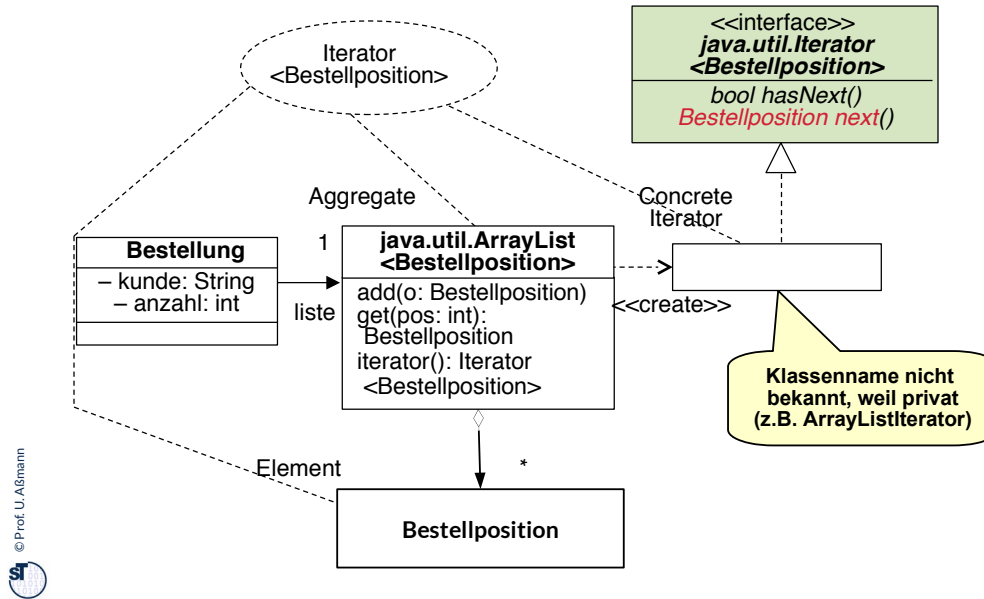 Iterator
<Bestellposition>
<<interface>>
java.util.Iterator
<Bestellposition>
bool hasNext()
Bestellposition next()
Aggregate
Concrete
Iterator
Bestellung
– kunde: String
– anzahl: int
1
liste
java.util.ArrayList
<Bestellposition>
add(o: Bestellposition)
get(pos: int):
Bestellposition
iterator(): Iterator
<Bestellposition>
<<create>>
Klassenname nicht
bekannt, weil privat
(z.B. ArrayListIterator)
Element
*
Bestellposition
© Prof. U. Aßmann
ST